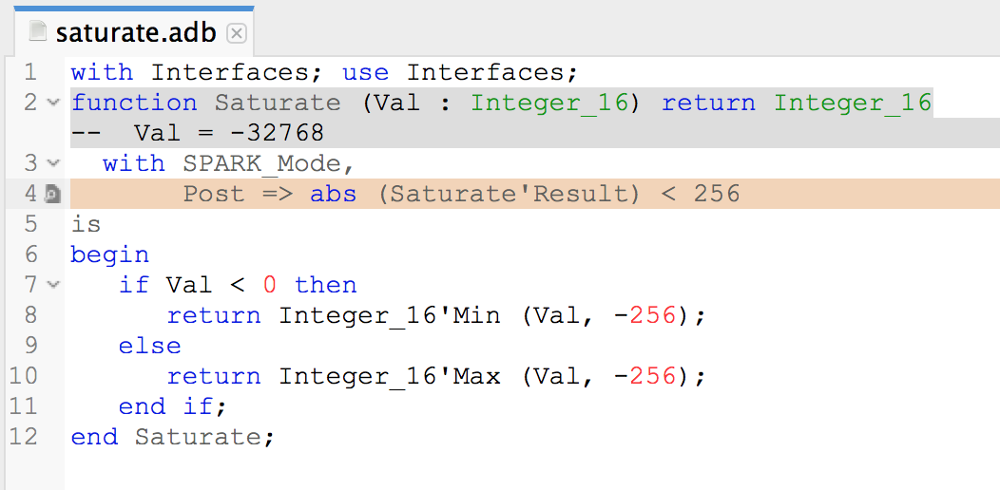 saturate.adb
1 with Interfaces; use Interfaces;
2 function Saturate (Val : Integer_16) return Integer_16
--  Val = -32768
3   with SPARK_Mode,
4        Post => abs (Saturate'Result) < 256
5 is
6 begin
7    if Val < 0 then
8       return Integer_16'Min (Val, -256);
9    else
10       return Integer_16'Max (Val, -256);
11    end if;
12 end Saturate;